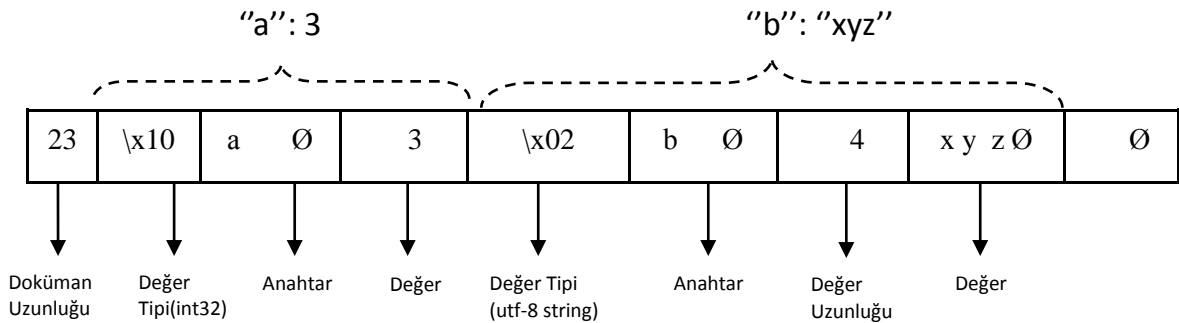 ‘’a’’: 3 ‘’b’’: ‘’xyz’’
23 \x10 a Ø 3 \x02 b Ø 4 x y z Ø Ø
Doküman Değer Anahtar Değer Değer Tipi Anahtar Değer Değer
Uzunluğu Tipi(int32) (utf-8 string) Uzunluğu